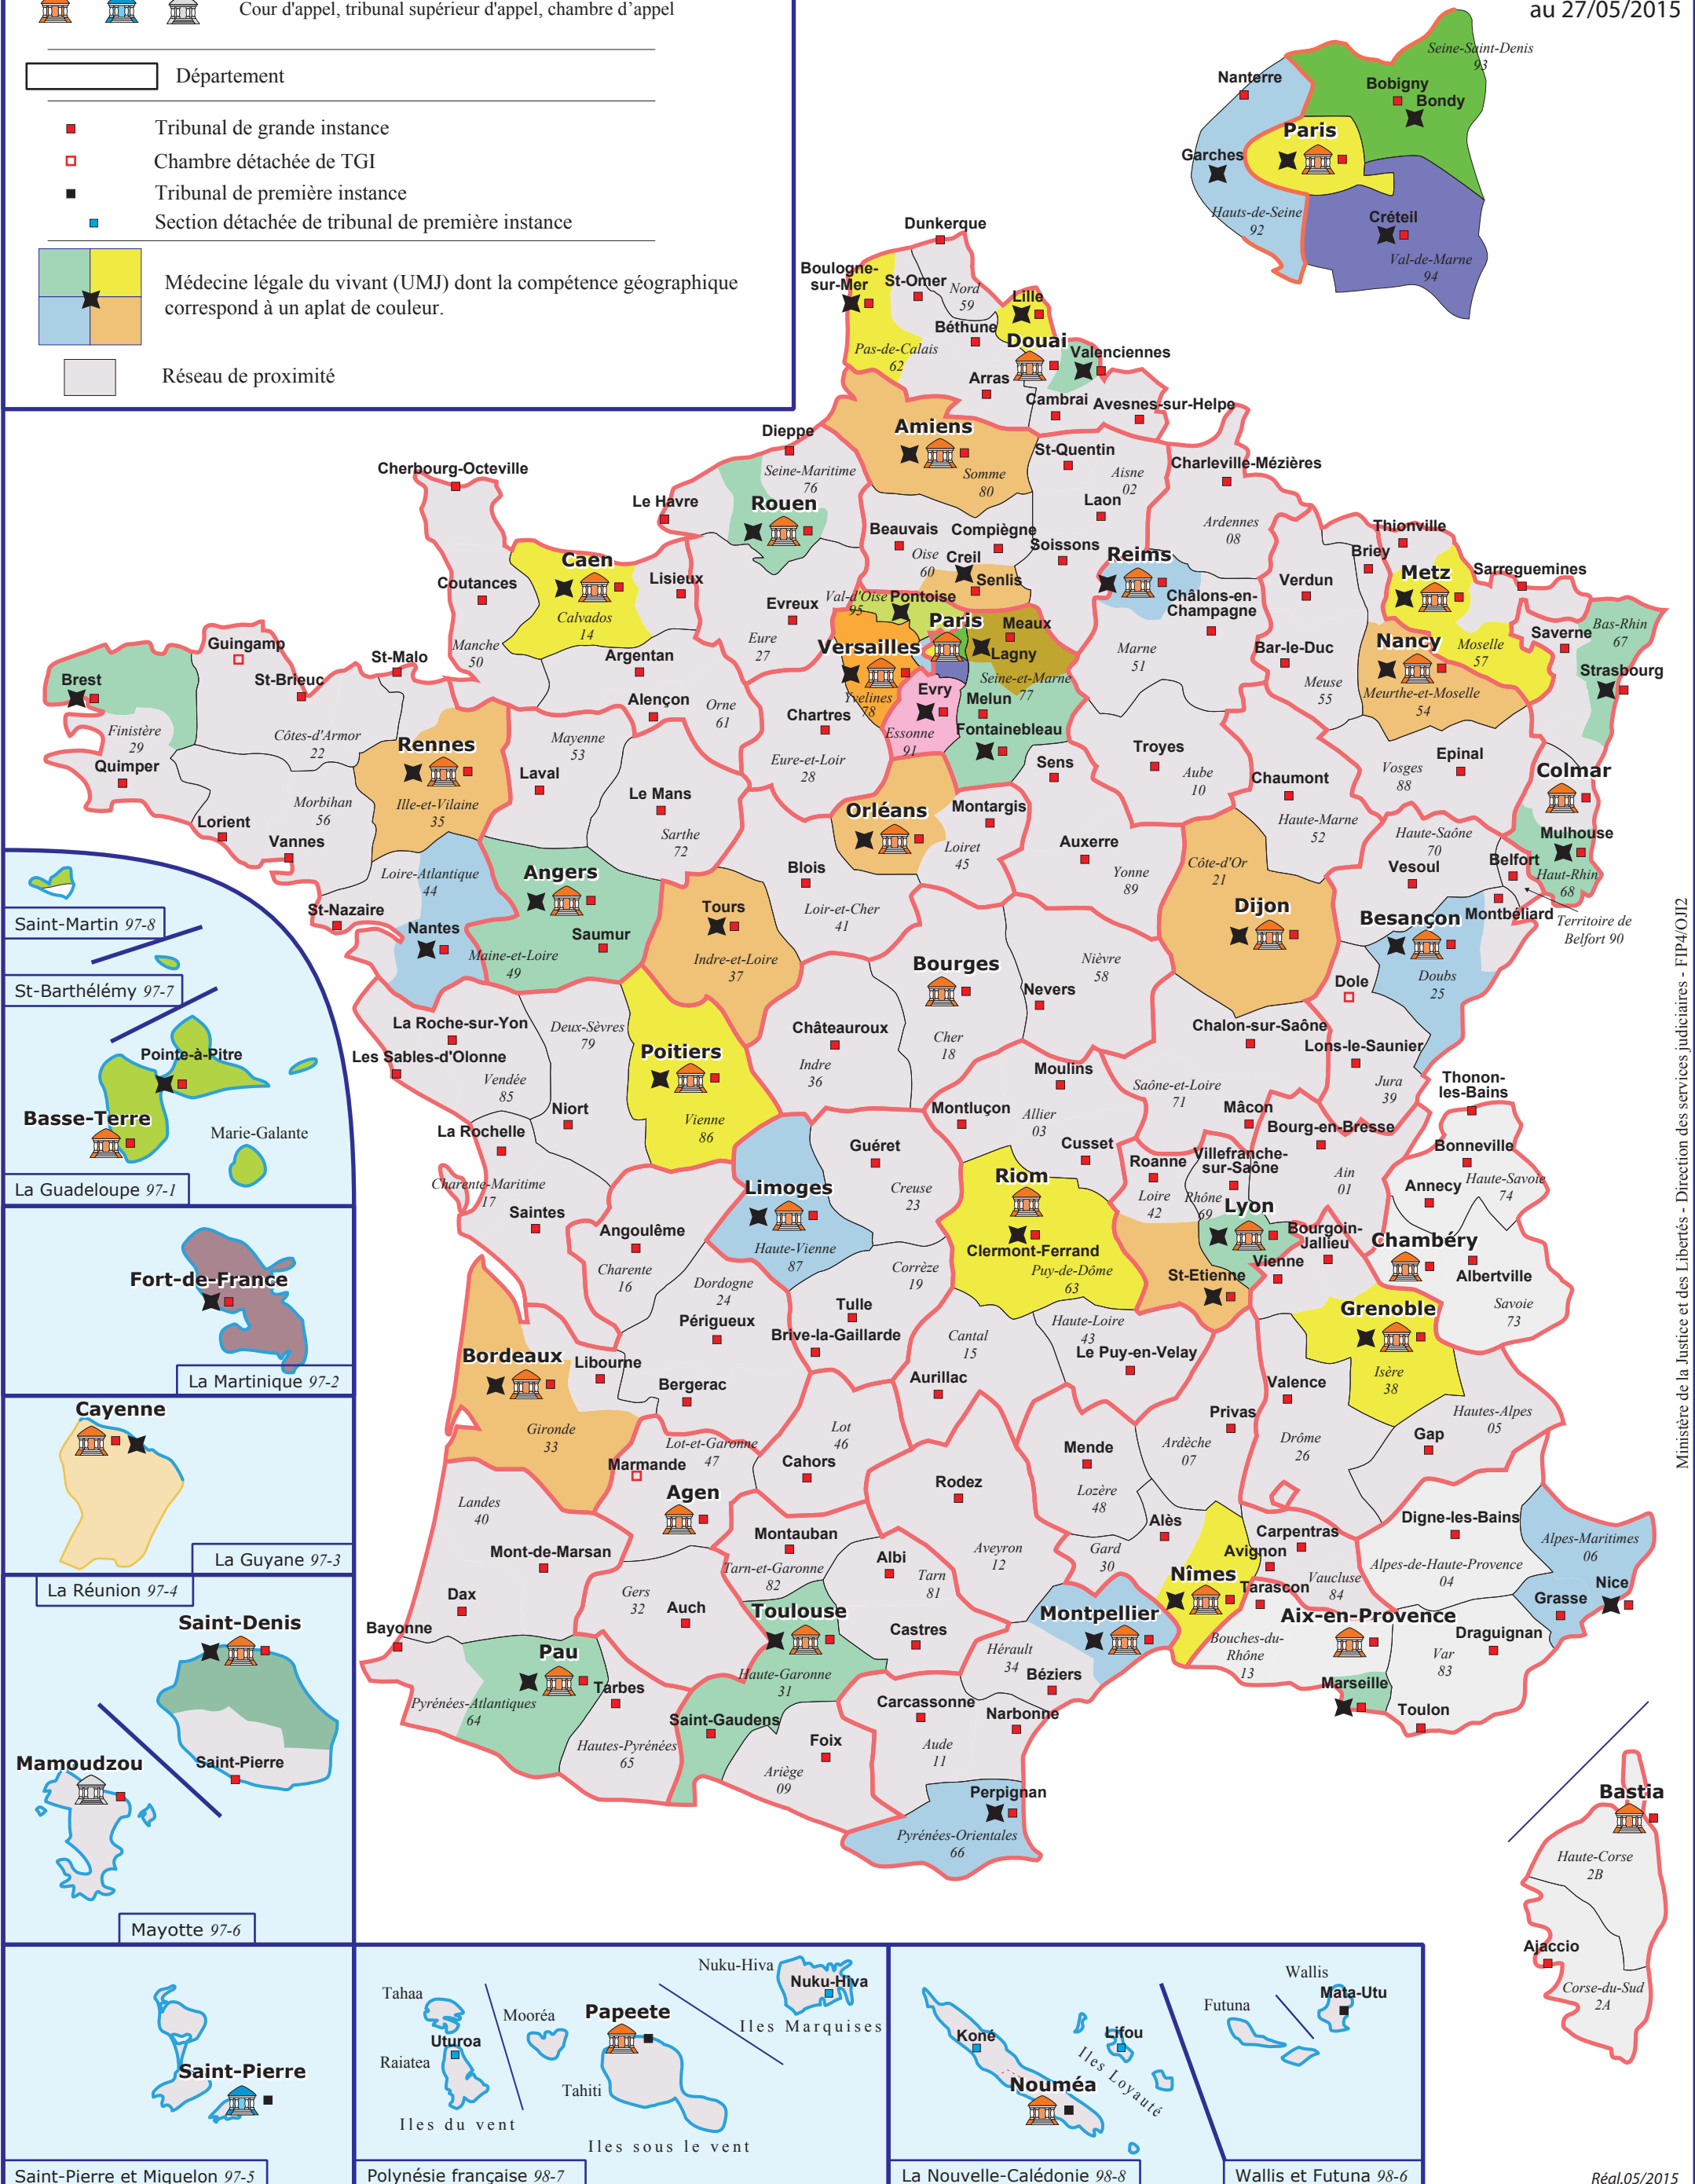 Cour d'appel, tribunal supérieur d'appel, chambre d’appel
Département
Tribunal de grande instance
Chambre détachée de TGI
Tribunal de première instance
Section détachée de tribunal de première instance
Médecine légale du vivant (UMJ) dont la compétence géographique
correspond à un aplat de couleur.
Réseau de proximité
au 27/05/2015
Seine-Saint-Denis
93
Nanterre
Bobigny
Bondy
Paris
Garches
Hauts-de-Seine
92
Créteil
Val-de-Marne
94
Dunkerque
Boulogne-
sur-Mer
St-Omer
Nord
59
Lille
Béthune
Douai
Valenciennes
Pas-de-Calais
62
Arras
Cambrai
Avesnes-sur-Helpe
Dieppe
Amiens
Somme
80
St-Quentin
Aisne
02
Laon
Charleville-Mézières
Cherbourg-Octeville
Seine-Maritime
76
Le Havre
Rouen
Beauvais
Compiègne
Oise
60
Creil
Senlis
Soissons
Ardennes
08
Reims
Thionville
Briey
Metz
Sarreguemines
Caen
Lisieux
Coutances
Calvados
14
Evreux
Eure
27
Val-d'Oise
95
Pontoise
Paris
Meaux
Lagny
Versailles
Châlons-en-
Champagne
Verdun
Manche
50
Marne
51
Bar-le-Duc
Meuse
55
Nancy
Moselle
57
Meurthe-et-Moselle
54
Saverne
Bas-Rhin
67
Strasbourg
Guingamp
St-Malo
Brest
St-Brieuc
Argentan
Alençon
Orne
61
Yvelines
78
Evry
Essonne
91
Seine-et-Marne
77
Melun
Fontainebleau
Chartres
Eure-et-Loir
28
Finistère
29
Quimper
Côtes-d'Armor
22
Rennes
Ille-et-Vilaine
35
Mayenne
53
Laval
Le Mans
Sarthe
72
Morbihan
56
Lorient
Vannes
Sens
Troyes
Aube
10
Chaumont
Haute-Marne
52
Epinal
Vosges
88
Colmar
Orléans
Montargis
Loiret
45
Auxerre
Yonne
89
Haute-Saône
70
Vesoul
Belfort
Mulhouse
Haut-Rhin
68
Montbéliard
Territoire de
Belfort 90
Loire-Atlantique
44
St-Nazaire
Nantes
Angers
Saumur
Maine-et-Loire
49
Tours
Indre-et-Loire
37
Blois
Loir-et-Cher
41
Côte-d'Or
21
Dijon
Besançon
Doubs
25
Bourges
Cher
18
Nevers
Nièvre
58
Dole
Lons-le-Saunier
Jura
39
Chalon-sur-Saône
Saône-et-Loire
71
Mâcon
Bourg-en-Bresse
Ain
01
Thonon-
les-Bains
Bonneville
Annecy
Haute-Savoie
74
La Roche-sur-Yon
Les Sables-d'Olonne
Vendée
85
Deux-Sèvres
79
Niort
Poitiers
Vienne
86
Châteauroux
Indre
36
Moulins
Montluçon
Allier
03
Cusset
Roanne
Loire
42
Villefranche-
sur-Saône
Rhône
69
Lyon
Bourgoin-
Jallieu
Vienne
Chambéry
Albertville
Savoie
73
La Rochelle
Charente-Maritime
17
Saintes
Angoulême
Charente
16
Limoges
Haute-Vienne
87
Guéret
Creuse
23
Riom
Clermont-Ferrand
Puy-de-Dôme
63
St-Etienne
Grenoble
Isère
38
Dordogne
24
Périgueux
Bergerac
Corrèze
19
Tulle
Brive-la-Gaillarde
Cantal
15
Aurillac
Haute-Loire
43
Le Puy-en-Velay
Valence
Privas
Ardèche
07
Drôme
26
Hautes-Alpes
05
Gap
Bordeaux
Libourne
Gironde
33
Lot-et-Garonne
47
Marmande
Agen
Lot
46
Cahors
Rodez
Aveyron
12
Mende
Lozère
48
Alès
Gard
30
Nîmes
Carpentras
Avignon
Tarascon
Vaucluse
84
Digne-les-Bains
Alpes-de-Haute-Provence
04
Alpes-Maritimes
06
Grasse
Nice
Landes
40
Mont-de-Marsan
Dax
Bayonne
Montauban
Tarn-et-Garonne
82
Gers
32
Auch
Albi
Tarn
81
Castres
Toulouse
Haute-Garonne
31
Montpellier
Hérault
34
Béziers
Bouches-du-
Rhône
13
Aix-en-Provence
Marseille
Var
83
Draguignan
Toulon
Pau
Pyrénées-Atlantiques
64
Tarbes
Hautes-Pyrénées
65
Saint-Gaudens
Foix
Ariège
09
Carcassonne
Narbonne
Aude
11
Perpignan
Pyrénées-Orientales
66
Bastia
Haute-Corse
2B
Ajaccio
Corse-du-Sud
2A
Saint-Martin 97-8
St-Barthélémy 97-7
Pointe-à-Pitre
Basse-Terre
Marie-Galante
La Guadeloupe 97-1
Fort-de-France
La Martinique 97-2
Cayenne
La Guyane 97-3
La Réunion 97-4
Saint-Denis
Saint-Pierre
Mamoudzou
Mayotte 97-6
Saint-Pierre
Saint-Pierre et Miquelon 97-5
Tahaa
Uturoa
Raiatea
Iles du vent
Mooréa
Papeete
Tahiti
Iles sous le vent
Nuku-Hiva
Nuku-Hiva
Iles Marquises
Polynésie française 98-7
Koné
Lifou
Iles Loyauté
Nouméa
La Nouvelle-Calédonie 98-8
Wallis
Mata-Utu
Futuna
Wallis et Futuna 98-6
Ministère de la Justice et des Libertés - Direction des services judiciaires - FIP4/OJI2
Réal.05/2015